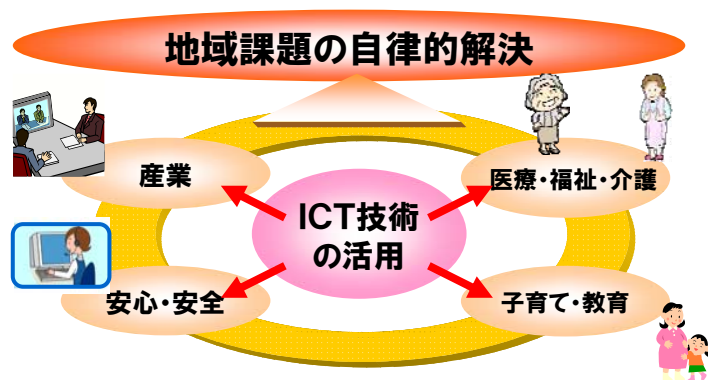 地域課題の自律的解決
産業
医療・福祉・介護
ICT技術
の活用
安心・安全
子育て・教育